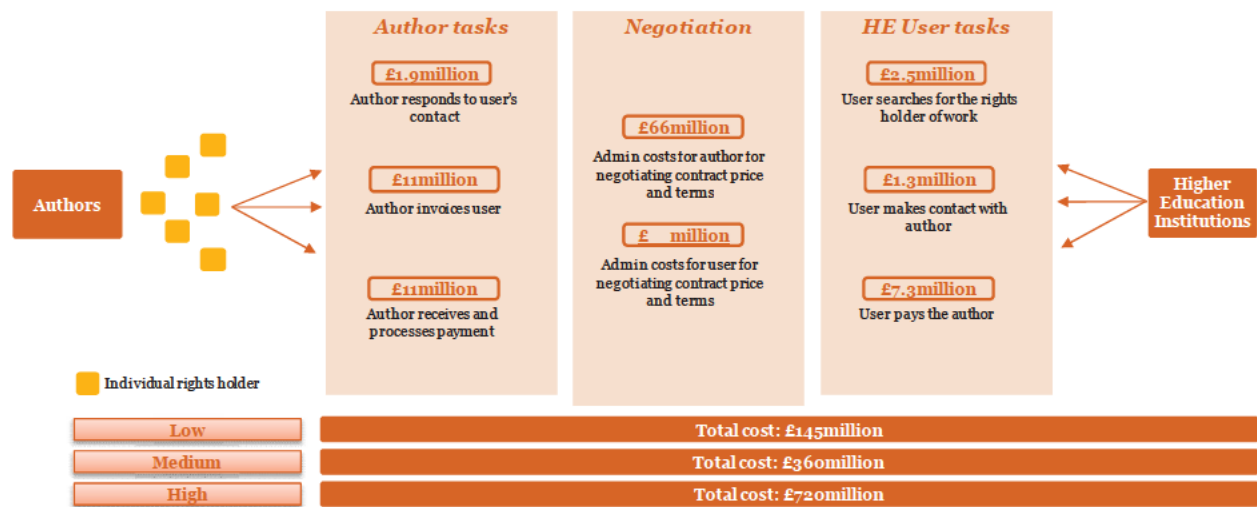 Author tasks
£1.9million
Author responds to user's
contact
£11million
Author invoices user
£11million
Author receives and
processes payment
Negotiation
£66million
Admin costs for author for
negotiating contract price
and terms
£ million
Admin costs for user for
negotiating contract price
and terms
HE User tasks
£2.5million
User searches for the rights
holder of work
£1.3million
User makes contact with
author
£7.3million
User pays the author
Authors
Higher
Education
Institutions
Individual rights holder
Low
Total cost: £145million
Medium
Total cost: £360million
High
Total cost: £720million